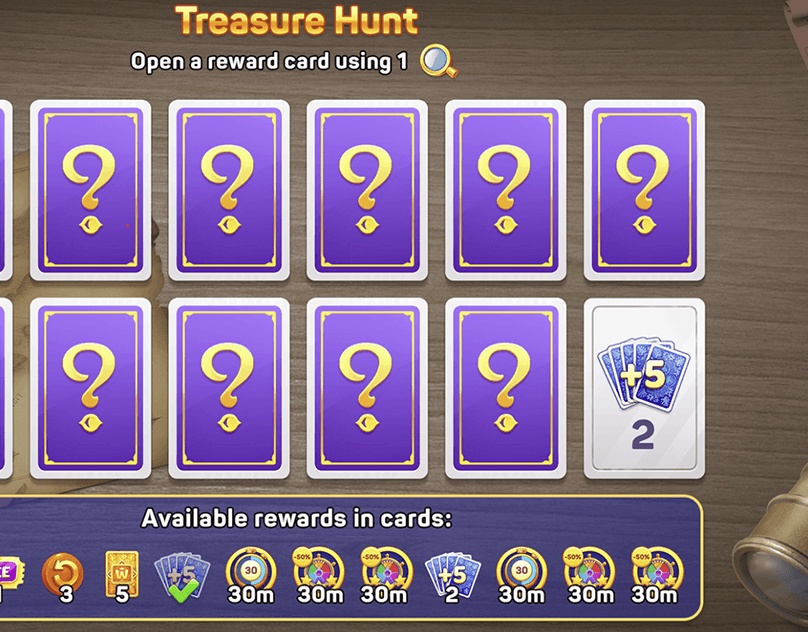 Treasure Hunt
Open a reward card using 1
? ? ? ? ?
? ? ? ?
+5
2
Available rewards in cards:
+5 30 -50% -50% +5 30 -50% -50%
3 5 30m 30m 30m 2 30m 30m 30m